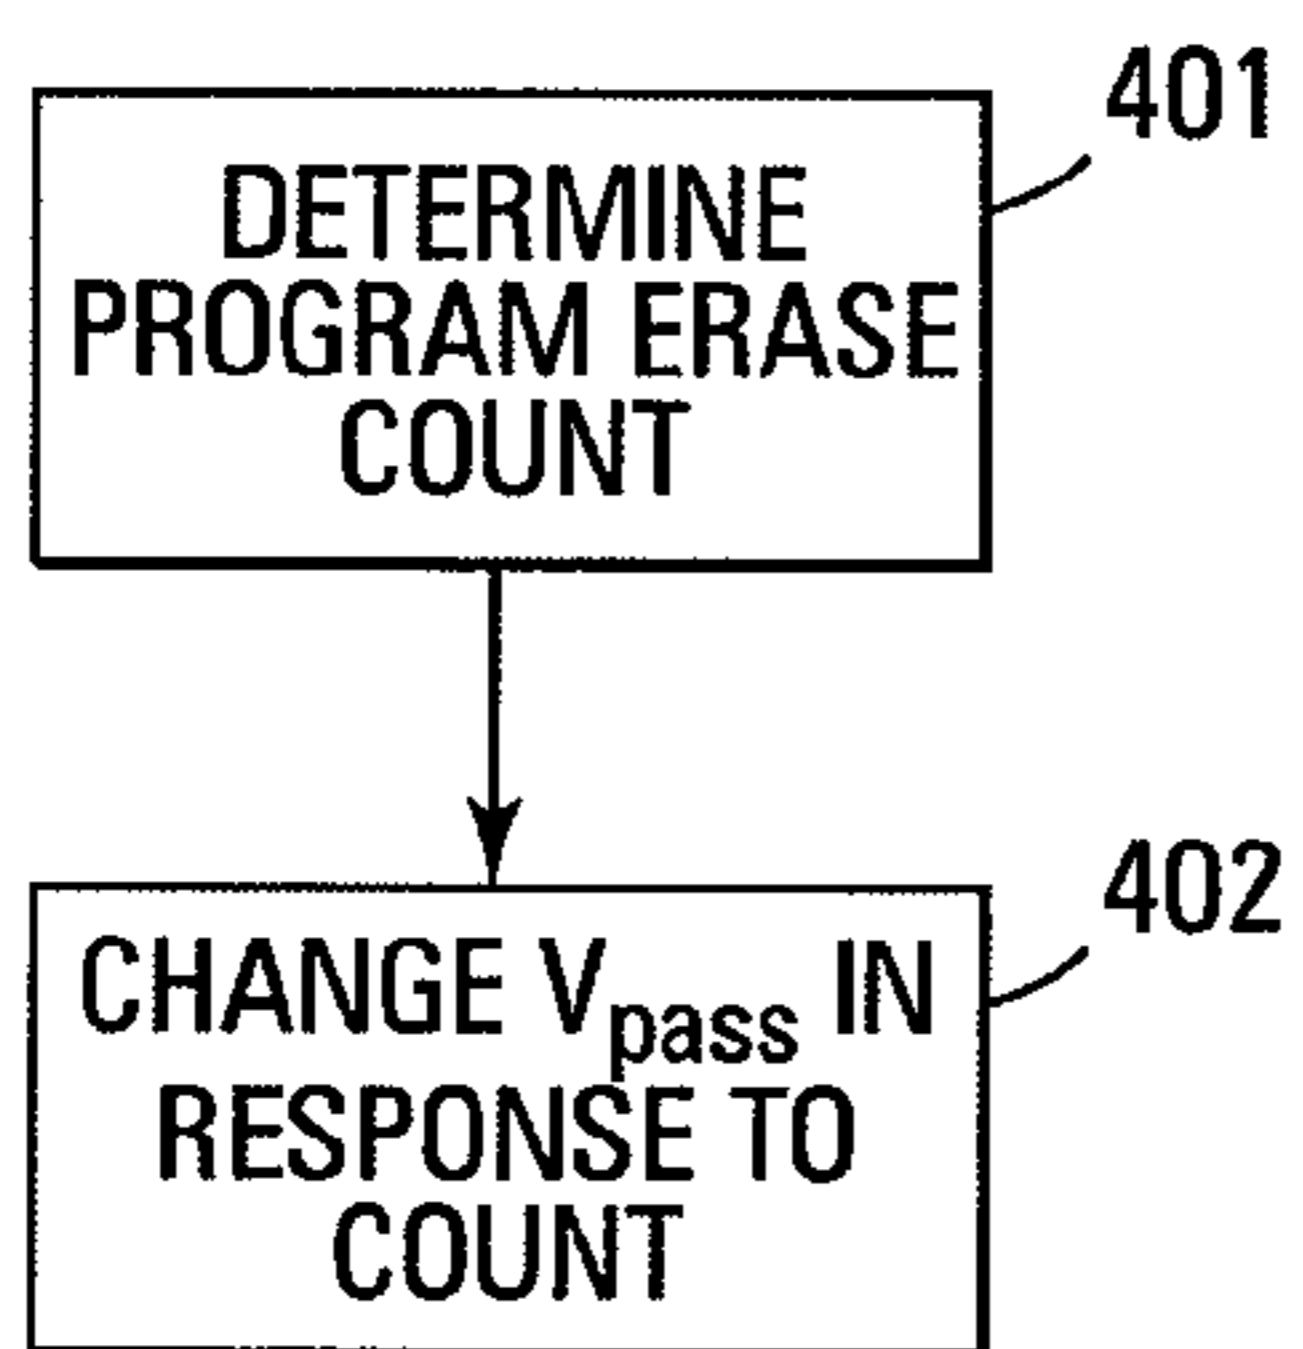 401
DETERMINE
PROGRAM ERASE
COUNT
402
CHANGE Vpass IN
RESPONSE TO
COUNT